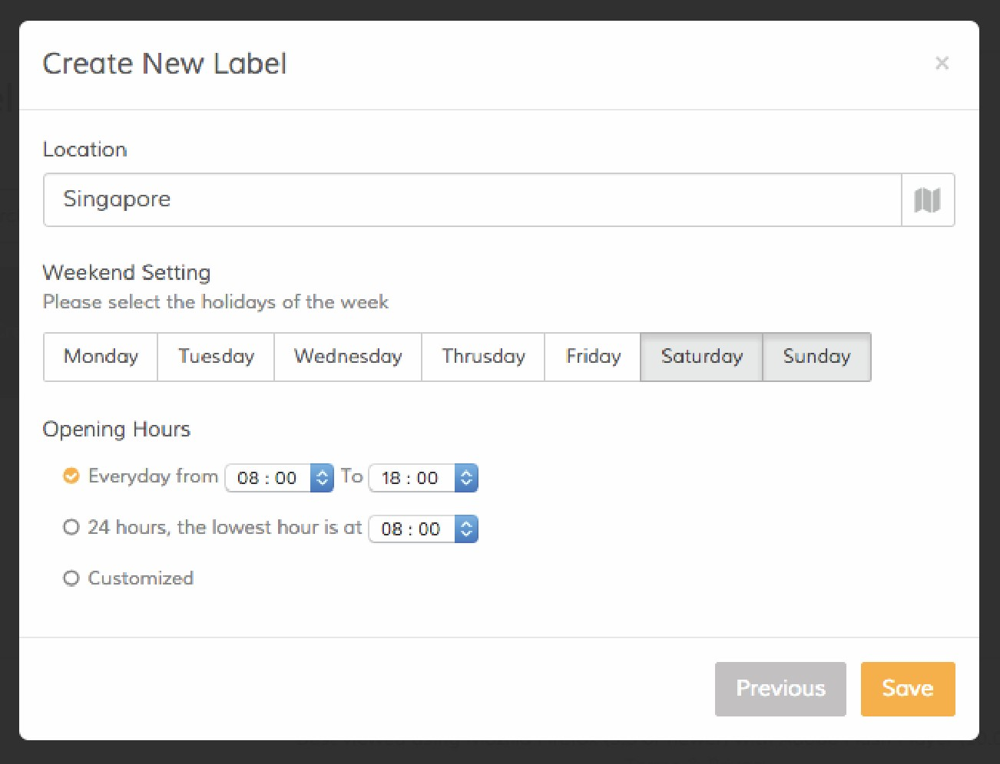 Create New Label
×
Location
Singapore
Weekend Setting
Please select the holidays of the week
Monday Tuesday Wednesday Thrusday Friday Saturday Sunday
Opening Hours
Everyday from 08 : 00 To 18 : 00
24 hours, the lowest hour is at 08 : 00
Customized
Previous Save